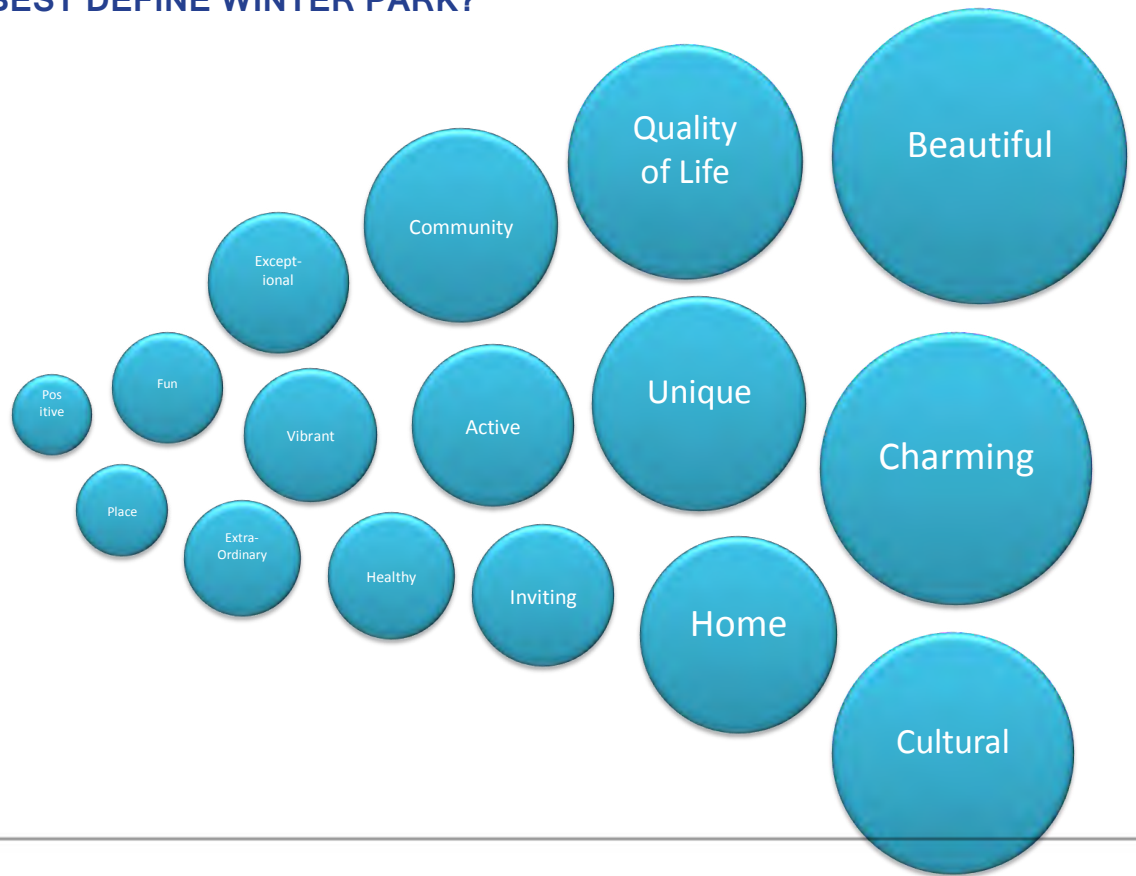 BEST DEFINE WINTER PARK?
Quality
of Life
Beautiful
Community
Except-
ional
Unique
Charming
Fun
Pos
itive
Vibrant
Active
Place
Extra-
Ordinary
Healthy
Inviting
Home
Cultural